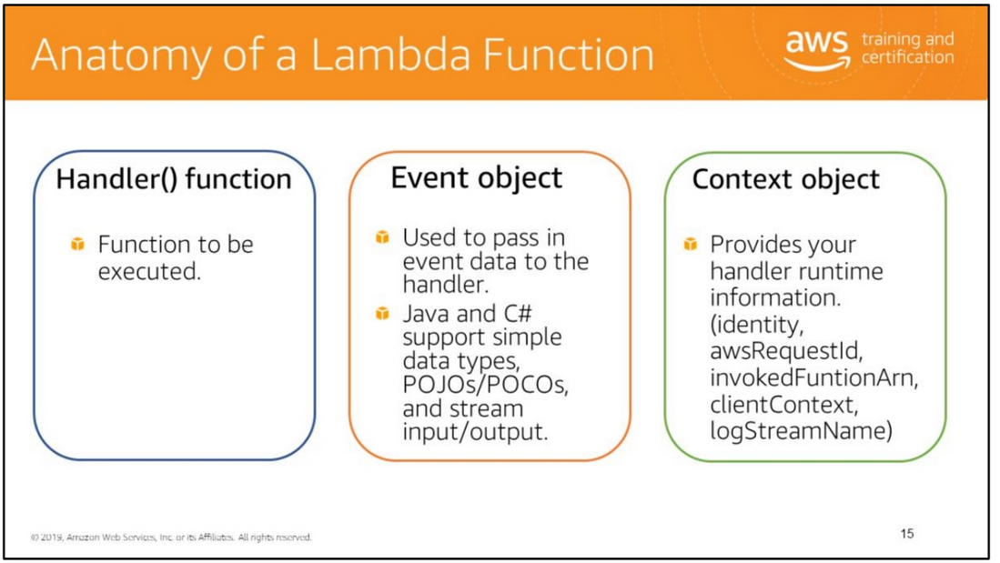 Anatomy of a Lambda Function
aws training and
certification
Handler() function
Function to be
executed.
Event object
Used to pass in
event data to the
handler.
Java and C#
support simple
data types,
POJOs/POCOs,
and stream
input/output.
Context object
Provides your
handler runtime
information.
(identity,
awsRequestId,
invokedFuntionArn,
clientContext,
logStreamName)
© 2019, Amazon Web Services, Inc. or its Affiliates. All rights reserved.
15